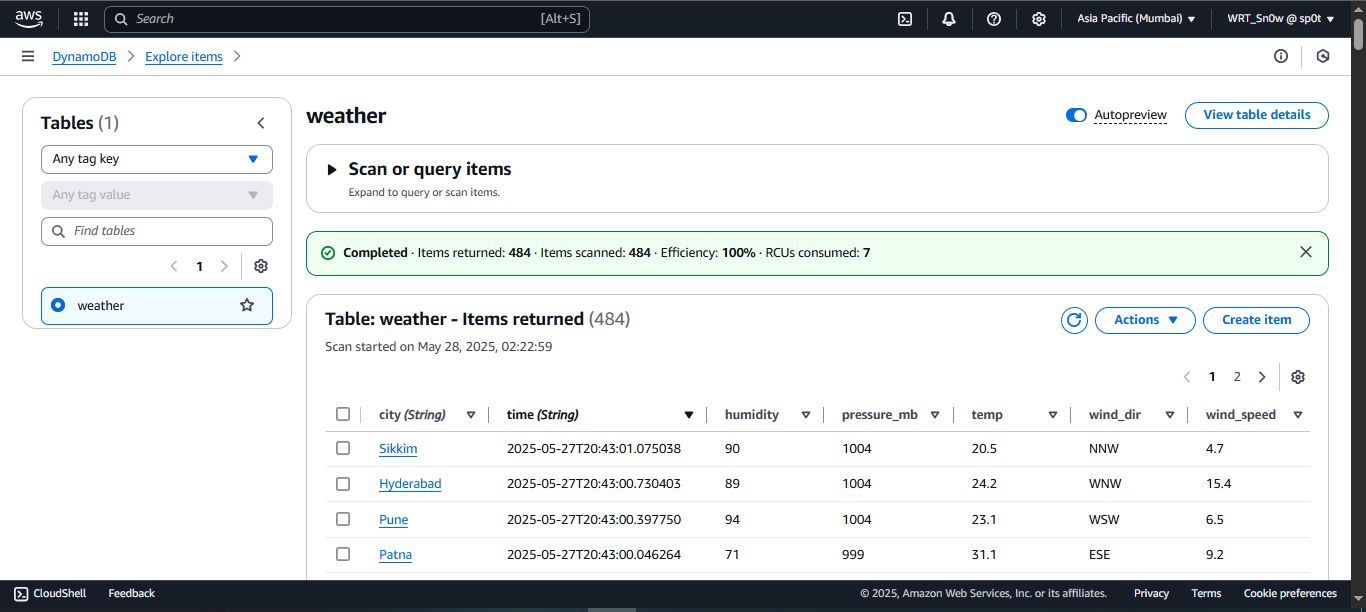 aws
Search [Alt+S]
Asia Pacific (Mumbai)
WRT_Sn0w @ sp0t
DynamoDB
Explore items
Tables (1)
Any tag key
Any tag value
Find tables
1
weather
weather
Autopreview
View table details
Scan or query items
Expand to query or scan items.
Completed · Items returned: 484 · Items scanned: 484 · Efficiency: 100% · RCUs consumed: 7
Table: weather - Items returned (484)
Scan started on May 28, 2025, 02:22:59
Actions
Create item
1 2
city (String) time (String) humidity pressure_mb temp wind_dir wind_speed
Sikkim 2025-05-27T20:43:01.075038 90 1004 20.5 NNW 4.7
Hyderabad 2025-05-27T20:43:00.730403 89 1004 24.2 WNW 15.4
Pune 2025-05-27T20:43:00.397750 94 1004 23.1 WSW 6.5
Patna 2025-05-27T20:43:00.046264 71 999 31.1 ESE 9.2
CloudShell Feedback © 2025, Amazon Web Services, Inc. or its affiliates. Privacy Terms Cookie preferences